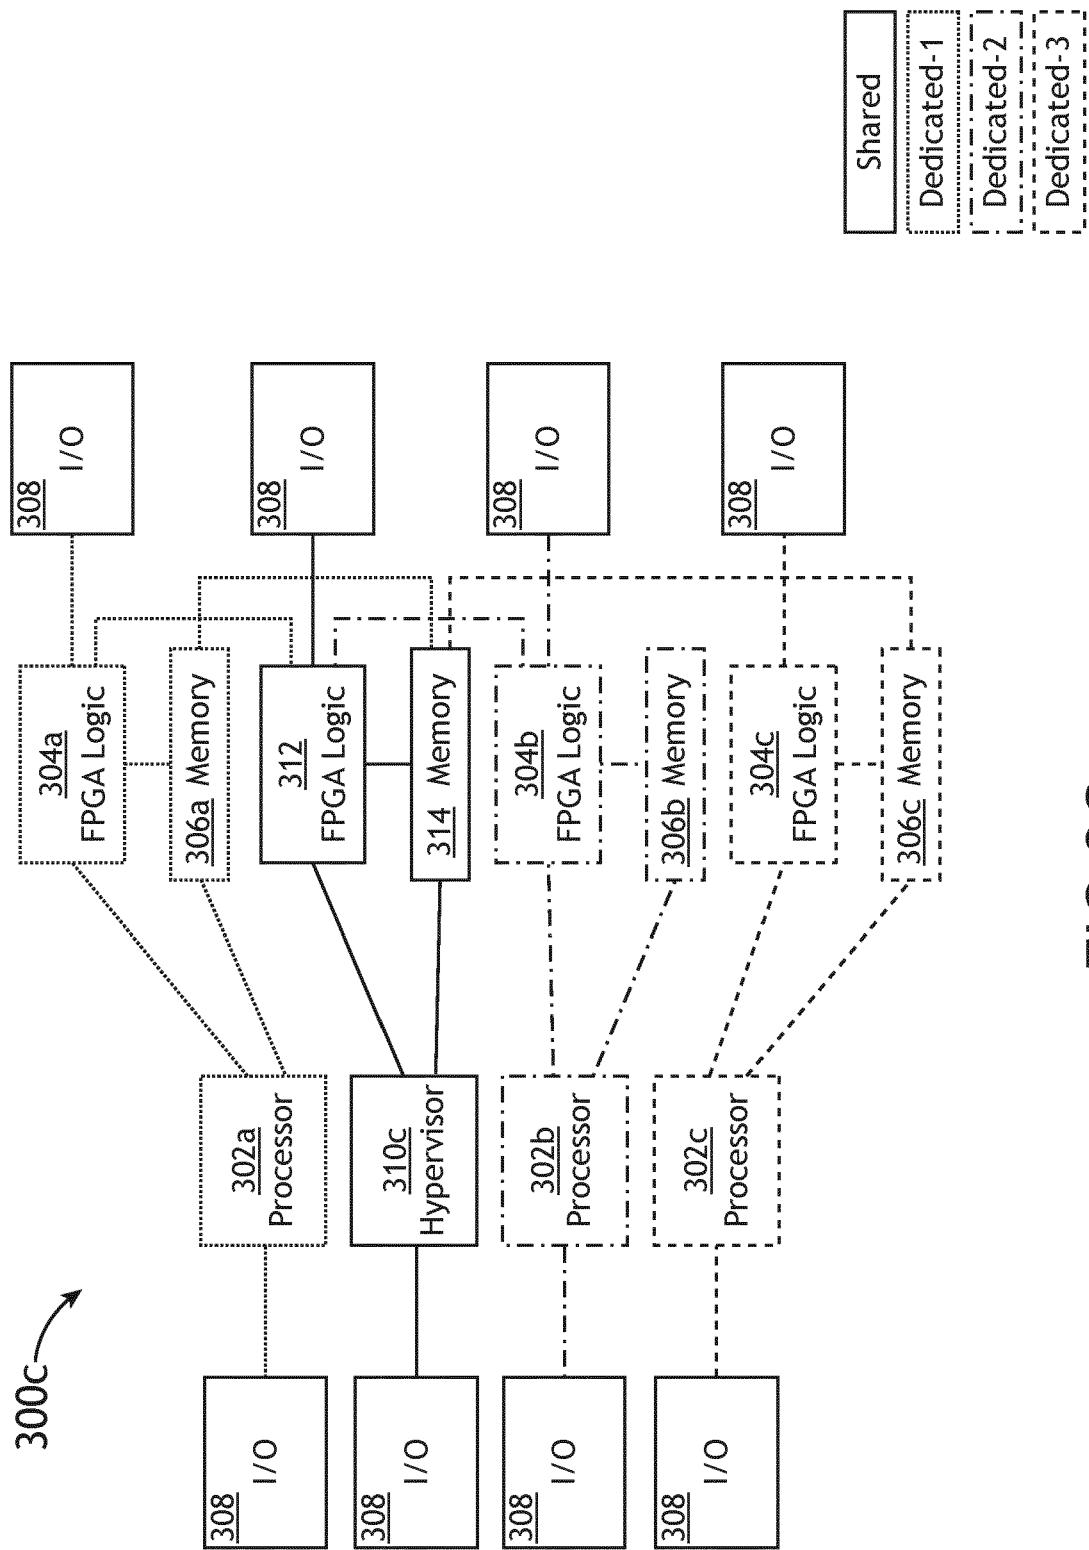 300c
308
I/O
308
I/O
308
I/O
308
I/O
302a
Processor
310c
Hypervisor
302b
Processor
302c
Processor
304a
FPGA Logic
306a Memory
312
FPGA Logic
314 Memory
304b
FPGA Logic
306b Memory
304c
FPGA Logic
306c Memory
308
I/O
308
I/O
308
I/O
308
I/O
Shared
Dedicated-1
Dedicated-2
Dedicated-3